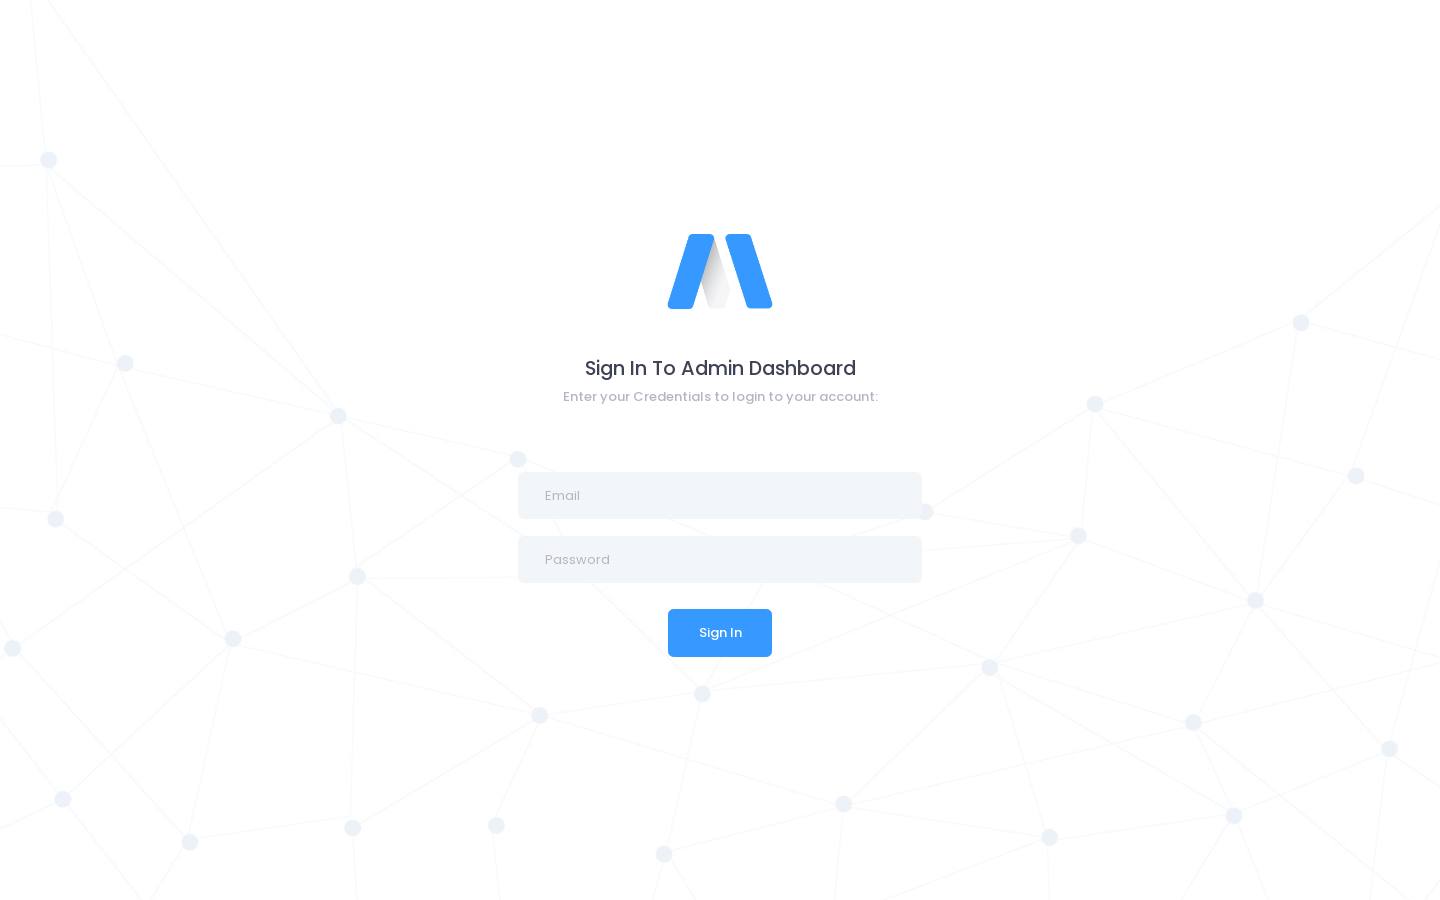 Sign In To Admin Dashboard
Enter your Credentials to login to your account:
Email
Password
Sign In